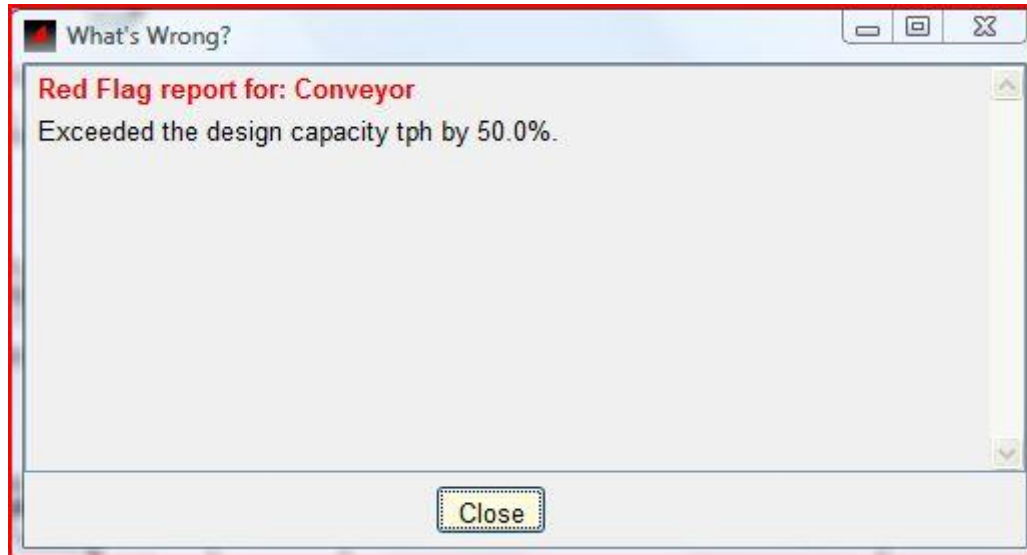 What's Wrong?
Red Flag report for: Conveyor
Exceeded the design capacity tph by 50.0%.
Close